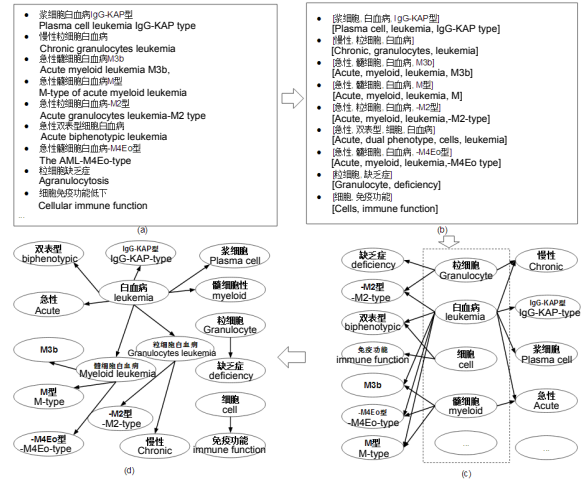 浆细胞白血病IgG-KAP型
Plasma cell leukemia IgG-KAP type
慢性粒细胞白血病
Chronic granulocytes leukemia
急性髓细胞白血病M3b
Acute myeloid leukemia M3b,
急性髓细胞白血病M型
M-type of acute myeloid leukemia
急性粒细胞白血病-M2型
Acute granulocytes leukemia-M2 type
急性双表型细胞白血病
Acute biphenotypic leukemia
急性髓细胞白血病-M4Eo型
The AML-M4Eo-type
粒细胞缺乏症
Agranulocytosis
细胞免疫功能低下
Cellular immune function
...
(a)
[浆细胞, 白血病, IgG-KAP型]
[Plasma cell, leukemia, IgG-KAP type]
[慢性, 粒细胞, 白血病]
[Chronic, granulocytes, leukemia]
[急性, 髓细胞, 白血病, M3b]
[Acute, myeloid, leukemia, M3b]
[急性, 髓细胞, 白血病, M型]
[Acute, myeloid, leukemia, M]
[急性, 粒细胞, 白血病, -M2型]
[Acute, myeloid, leukemia,-M2-type]
[急性, 双表型, 细胞, 白血病]
[Acute, dual phenotype, cells, leukemia]
[急性, 髓细胞, 白血病, -M4Eo型]
[Acute, myeloid, leukemia,-M4Eo type]
[粒细胞, 缺乏症]
[Granulocyte, deficiency]
[细胞, 免疫功能]
[Cells, immune function]
(b)
缺乏症
deficiency
-M2型
-M2-type
双表型
biphenotypic
免疫功能
immune function
M3b
-M4Eo型
-M4Eo-type
M型
M-type
粒细胞
Granulocyte
白血病
leukemia
细胞
cell
髓细胞
myeloid
...
慢性
Chronic
IgG-KAP型
IgG-KAP-type
浆细胞
Plasma cell
急性
Acute
...
(c)
双表型
biphenotypic
IgG-KAP型
IgG-KAP-type
浆细胞
Plasma cell
白血病
leukemia
髓细胞性
myeloid
急性
Acute
粒细胞
Granulocyte
粒细胞白血病
Granulocytes leukemia
M3b
髓细胞白血病
Myeloid leukemia
缺乏症
deficiency
M型
M-type
细胞
cell
-M2型
-M2-type
-M4Eo型
-M4Eo-type
慢性
Chronic
免疫功能
immune function
(d)